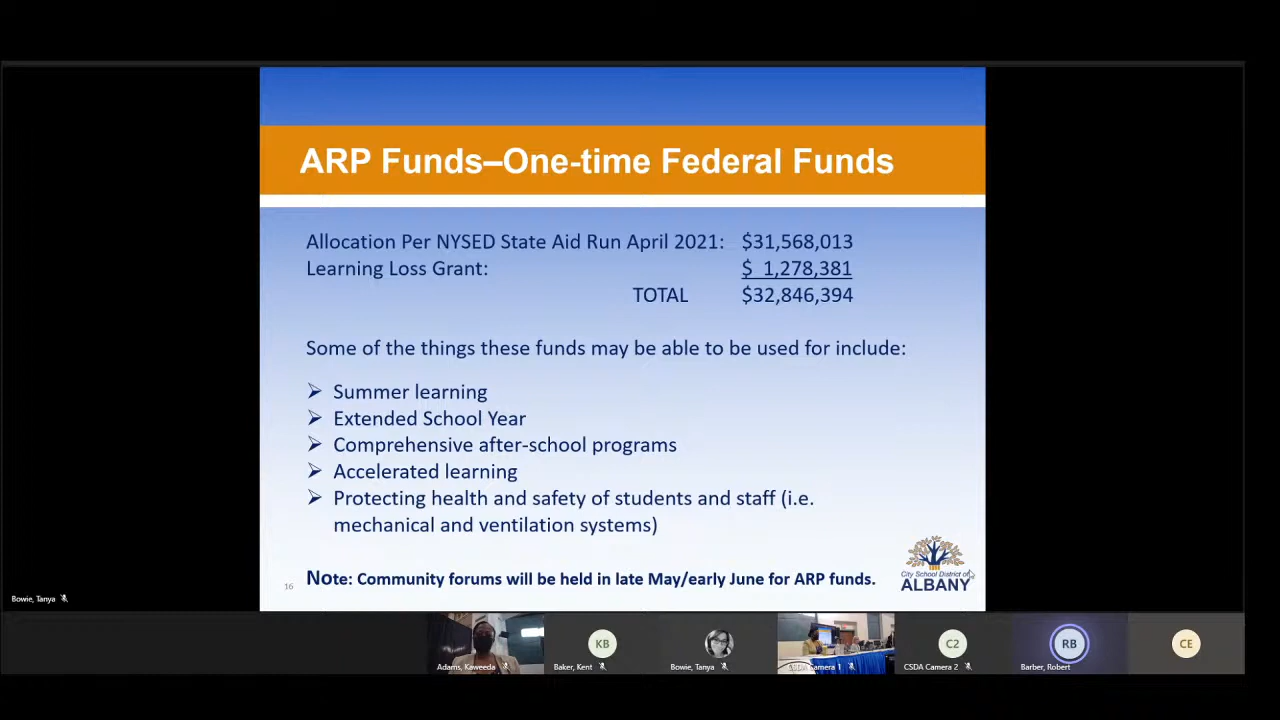 ARP Funds–One-time Federal Funds
Allocation Per NYSED State Aid Run April 2021: $31,568,013
Learning Loss Grant: $ 1,278,381
TOTAL $32,846,394
Some of the things these funds may be able to be used for include:
➢ Summer learning
➢ Extended School Year
➢ Comprehensive after-school programs
➢ Accelerated learning
➢ Protecting health and safety of students and staff (i.e.
mechanical and ventilation systems)
Note: Community forums will be held in late May/early June for ARP funds.
16
City School District of
ALBANY
Bowie, Tanya
Adams, Kaweeda
KB
Baker, Kent
Bowie, Tanya
CSDA Camera 1
C2
CSDA Camera 2
RB
Barber, Robert
CE